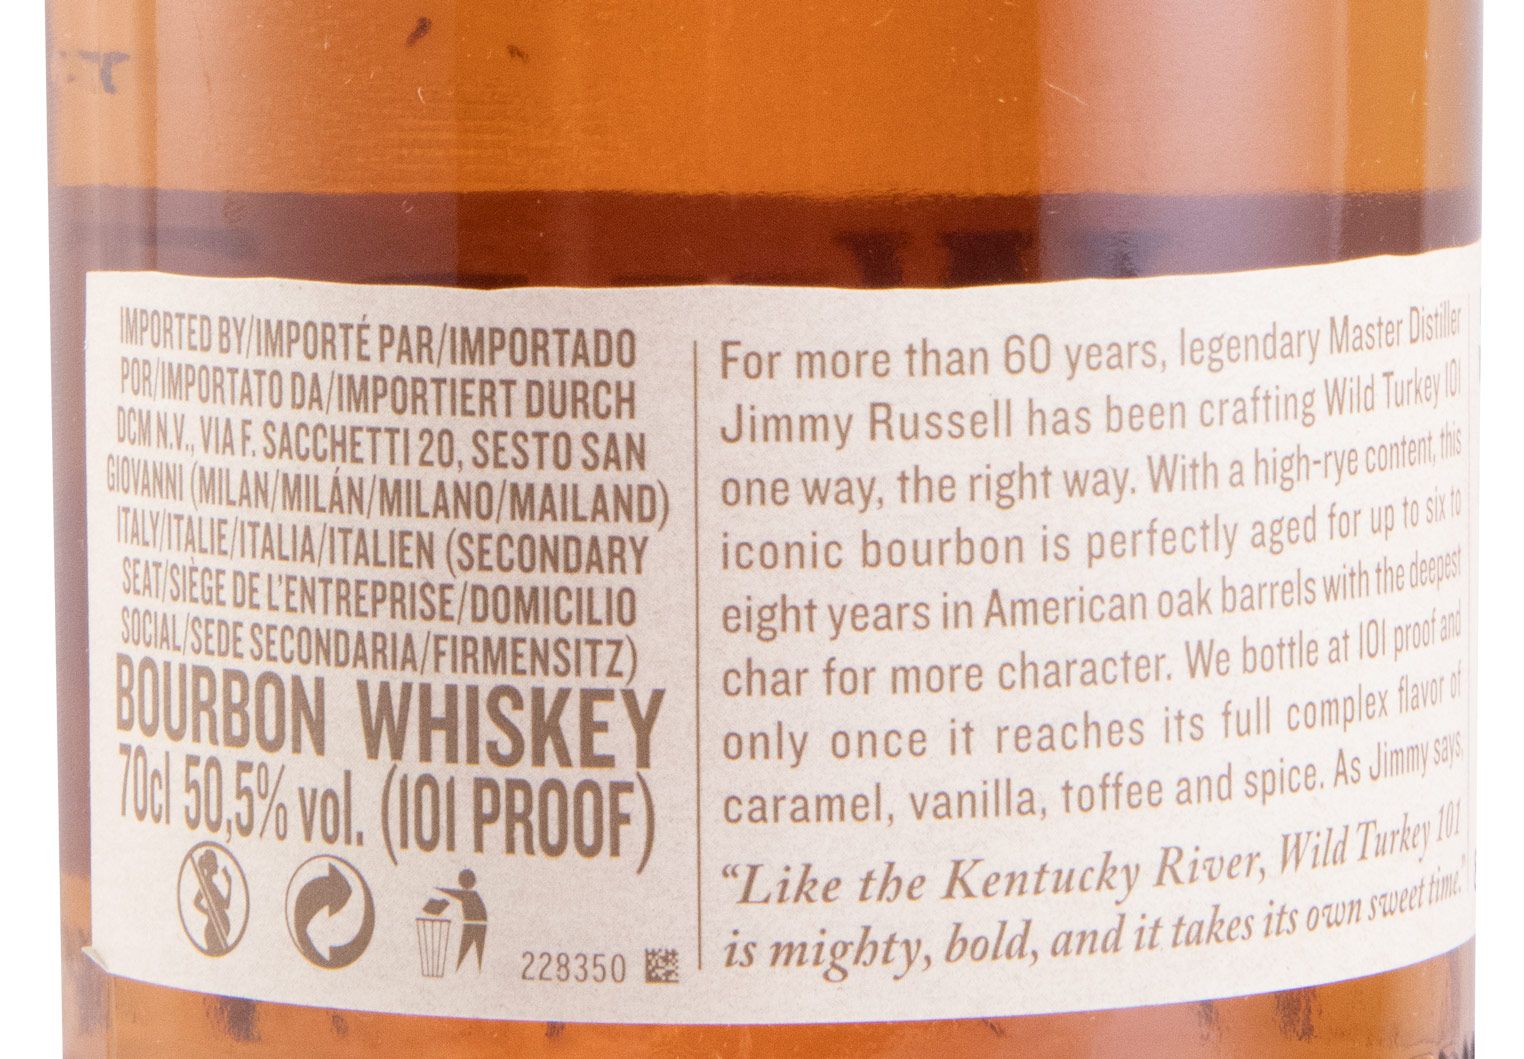 IMPORTED BY/IMPORTÉ PAR/IMPORTADO
POR/IMPORTATO DA/IMPORTIERT DURCH
DCM N.V., VIA F. SACCHETTI 20, SESTO SAN
GIOVANNI (MILAN/MILÁN/MILANO/MAILAND)
ITALY/ITALIE/ITALIA/ITALIEN (SECONDARY
SEAT/SIÈGE DE L'ENTREPRISE/DOMICILIO
SOCIAL/SEDE SECONDARIA/FIRMENSITZ)
BOURBON WHISKEY
70cl 50,5% vol. (101 PROOF)
228350
For more than 60 years, legendary Master Distiller
Jimmy Russell has been crafting Wild Turkey 101
one way, the right way. With a high-rye content, this
iconic bourbon is perfectly aged for up to six to
eight years in American oak barrels with the deepest
char for more character. We bottle at 101 proof and
only once it reaches its full complex flavor of
caramel, vanilla, toffee and spice. As Jimmy says,
“Like the Kentucky River, Wild Turkey 101
is mighty, bold, and it takes its own sweet time.”